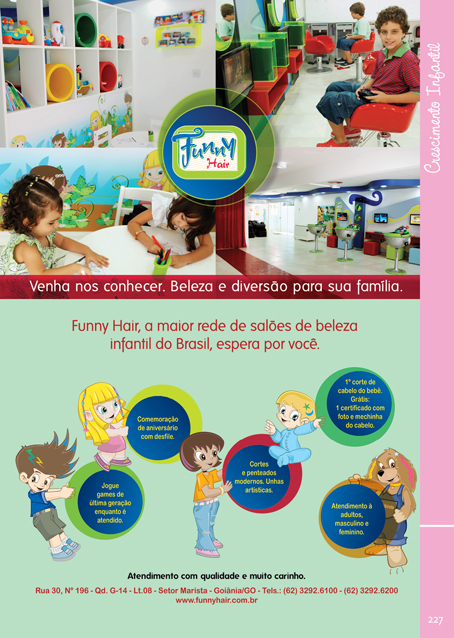 Crescimento Infantil
Funny
Hair
Venha nos conhecer. Beleza e diversão para sua família.
Funny Hair, a maior rede de salões de beleza
infantil do Brasil, espera por você.
1º corte de
cabelo do bebê.
Grátis:
1 certificado com
foto e mechinha
do cabelo.
Comemoração
de aniversário
com desfile.
Cortes
e penteados
modernos. Unhas
artísticas.
Jogue
games de
última geração
enquanto é
atendido.
Atendimento à
adultos,
masculino e
feminino.
Atendimento com qualidade e muito carinho.
Rua 30, Nº 196 - Qd. G-14 - Lt.08 - Setor Marista - Goiânia/GO - Tels.: (62) 3292.6100 - (62) 3292.6200
www.funnyhair.com.br
227